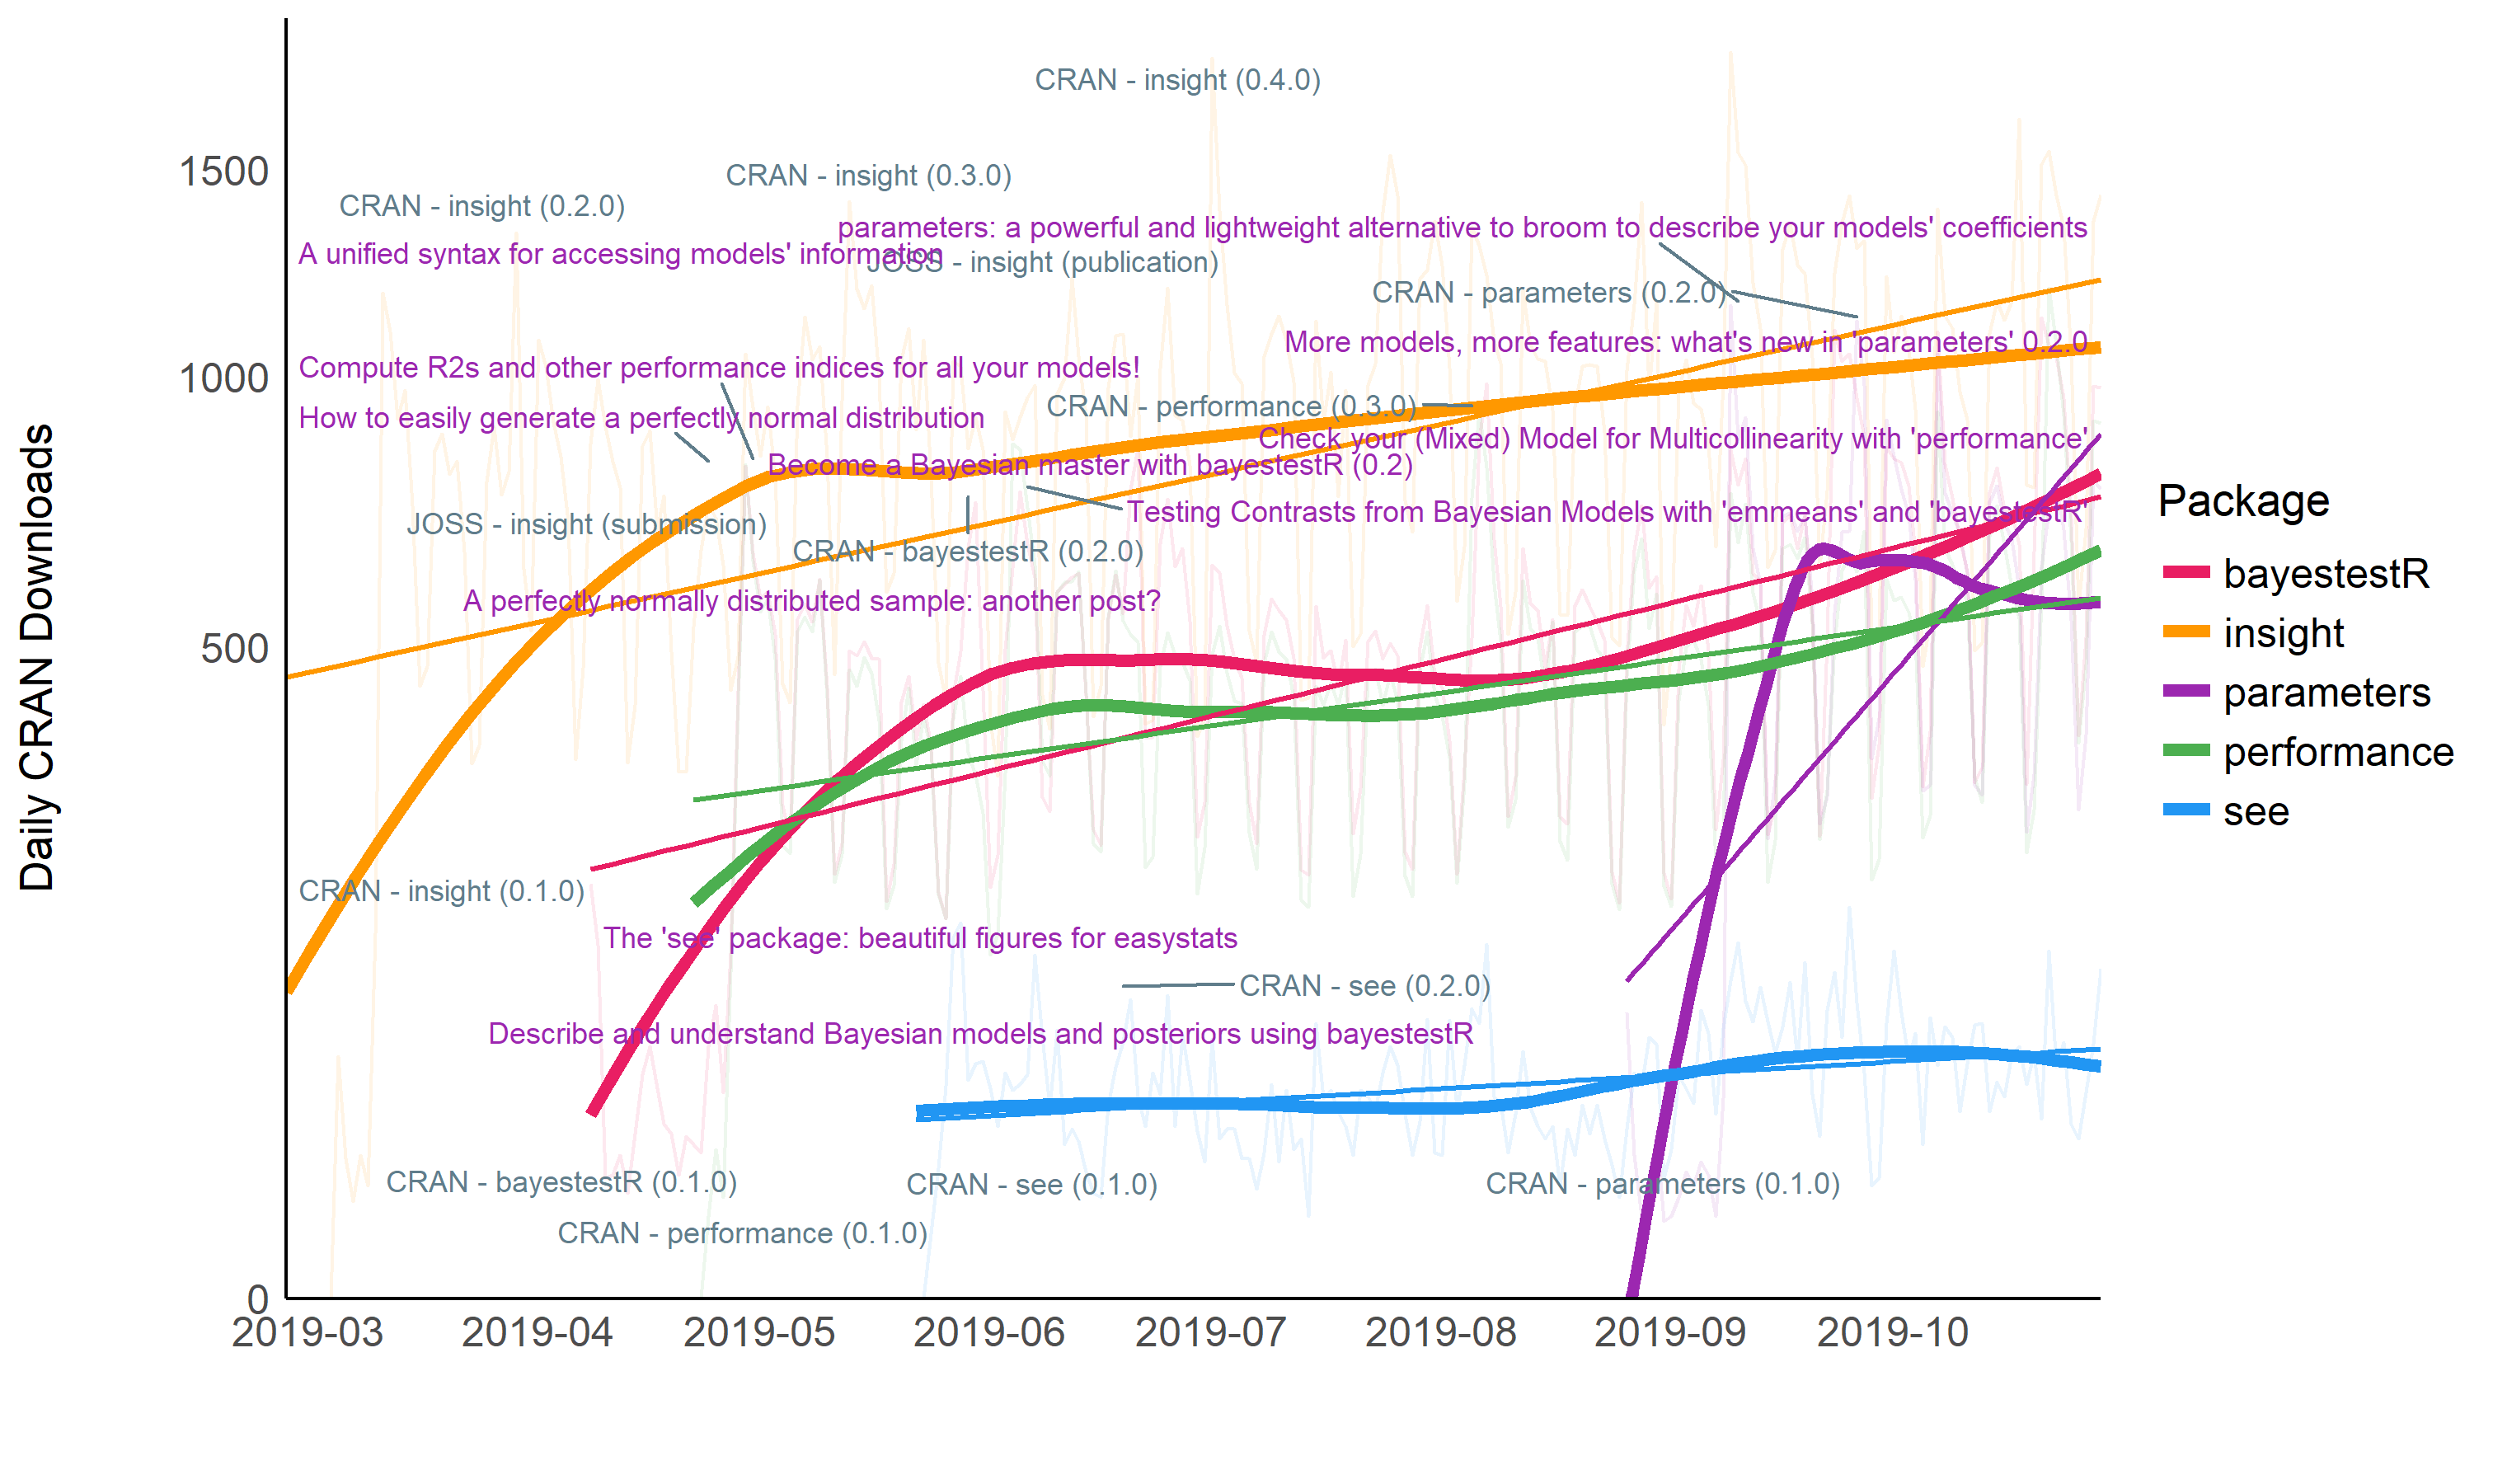 CRAN - insight (0.4.0)
1500
CRAN - insight (0.3.0)
CRAN - insight (0.2.0)
parameters: a powerful and lightweight alternative to broom to describe your models' coefficients
A unified syntax for accessing models' information
JOSS - insight (publication)
CRAN - parameters (0.2.0)
More models, more features: what's new in 'parameters' 0.2.0
1000
Compute R2s and other performance indices for all your models!
CRAN - performance (0.3.0)
How to easily generate a perfectly normal distribution
Check your (Mixed) Model for Multicollinearity with 'performance'
Become a Bayesian master with bayestestR (0.2)
Testing Contrasts from Bayesian Models with 'emmeans' and 'bayestestR'
JOSS - insight (submission)
CRAN - bayestestR (0.2.0)
A perfectly normally distributed sample: another post?
500
Daily CRAN Downloads
CRAN - insight (0.1.0)
The 'see' package: beautiful figures for easystats
CRAN - see (0.2.0)
Describe and understand Bayesian models and posteriors using bayestestR
CRAN - bayestestR (0.1.0)
CRAN - see (0.1.0)
CRAN - parameters (0.1.0)
CRAN - performance (0.1.0)
0
2019-03 2019-04 2019-05 2019-06 2019-07 2019-08 2019-09 2019-10
Package
bayestestR
insight
parameters
performance
see